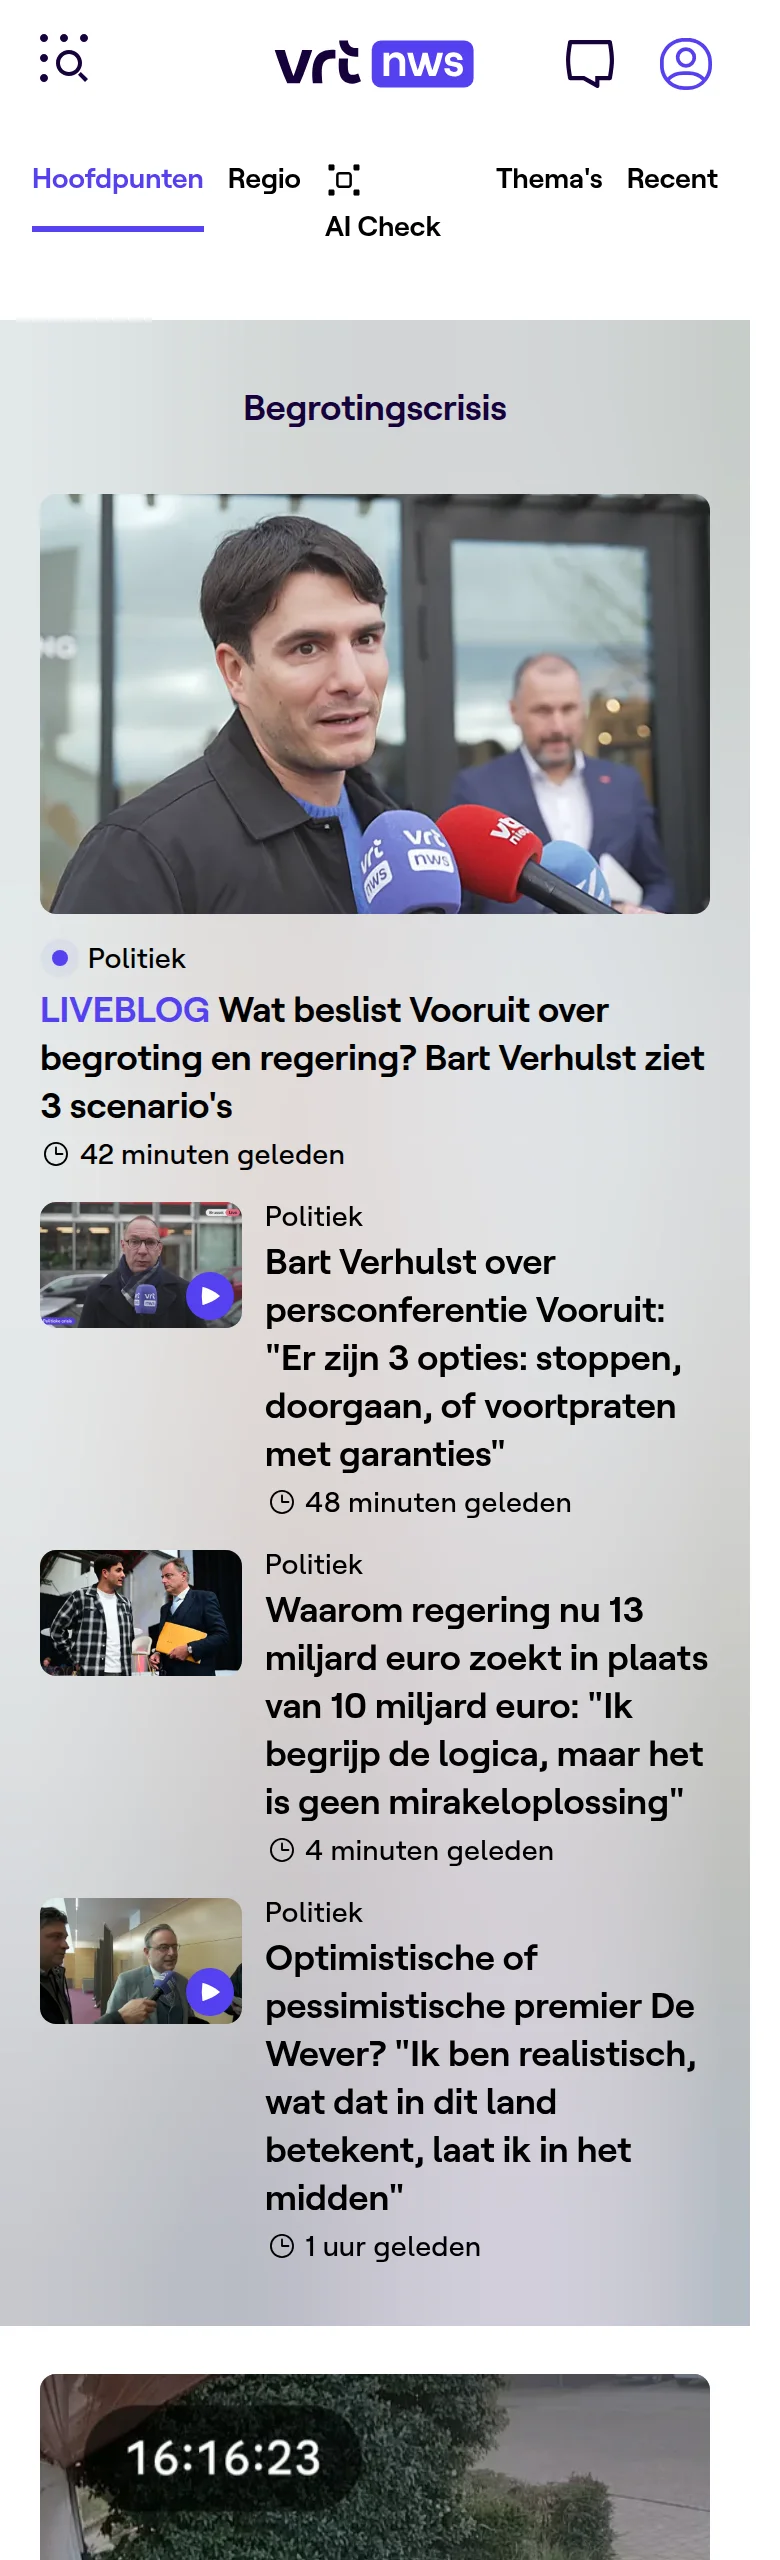 vrt nws
Hoofdpunten Regio AI Check Thema's Recent
Begrotingscrisis
vrt nws
vrt nws
Politiek
LIVEBLOG Wat beslist Vooruit over
begroting en regering? Bart Verhulst ziet
3 scenario's
42 minuten geleden
Politiek
Bart Verhulst over
persconferentie Vooruit:
"Er zijn 3 opties: stoppen,
doorgaan, of voortpraten
met garanties"
48 minuten geleden
Politiek
Waarom regering nu 13
miljard euro zoekt in plaats
van 10 miljard euro: "Ik
begrijp de logica, maar het
is geen mirakeloplossing"
4 minuten geleden
Politiek
Optimistische of
pessimistische premier De
Wever? "Ik ben realistisch,
wat dat in dit land
betekent, laat ik in het
midden"
1 uur geleden
16:16:23